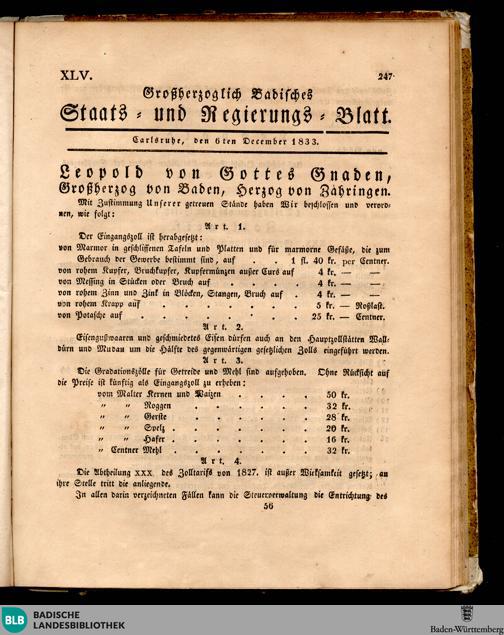 XLV. 247.
Großherzoglich Badisches
Staats- und Regierungs-Blatt.
Carlsruhe, den 6ten December 1833.
Leopold von Gottes Gnaden,
Großherzog von Baden, Herzog von Zähringen.
Mit Zustimmung Unserer getreuen Stände haben Wir beschlossen und verord-
nen, wie folgt:
Art. 1.
Der Eingangszoll ist herabgesetzt:
von Marmor in geschliffenen Tafeln und Platten und für marmorne Gefäße, die zum
Gebrauch der Gewerbe bestimmt sind, auf . . 1 fl. 40 kr. per Centner.
von rohem Kupfer, Bruchkupfer, Kupfermünzen außer Curs auf 4 kr. — —
von Messing in Stücken oder Bruch auf . . . . 4 kr. — —
von rohem Zinn und Zink in Blöcken, Stangen, Bruch auf . 4 kr. — —
von rohem Krapp auf . . . . . . . 5 kr. — Roßlast.
von Potasche auf . . . . . . . 25 kr. — Centner.
Art. 2.
Eisengußwaaren und geschmiedetes Eisen dürfen auch an den Hauptzollstätten Wall-
dürn und Mudau um die Hälfte des gegenwärtigen gesetzlichen Zolls eingeführt werden.
Art. 3.
Die Gradationszölle für Getreide und Mehl sind aufgehoben. Ohne Rücksicht auf
die Preise ist künftig als Eingangszoll zu erheben:
vom Malter Kernen und Waizen . . . . 50 kr.
„ „ Roggen . . . . . . 32 kr.
„ „ Gerste . . . . . . 28 kr.
„ „ Spelz . . . . . . 20 kr.
„ „ Hafer . . . . . . 16 kr.
„ Centner Mehl . . . . . . 32 kr.
Art. 4.
Die Abtheilung XXX des Zolltarifs von 1827. ist außer Wirksamkeit gesetzt; an
ihre Stelle tritt die anliegende.
In allen darin verzeichneten Fällen kann die Steuerverwaltung die Entrichtung des
56
BLB BADISCHE
LANDESBIBLIOTHEK
Baden-Württemberg